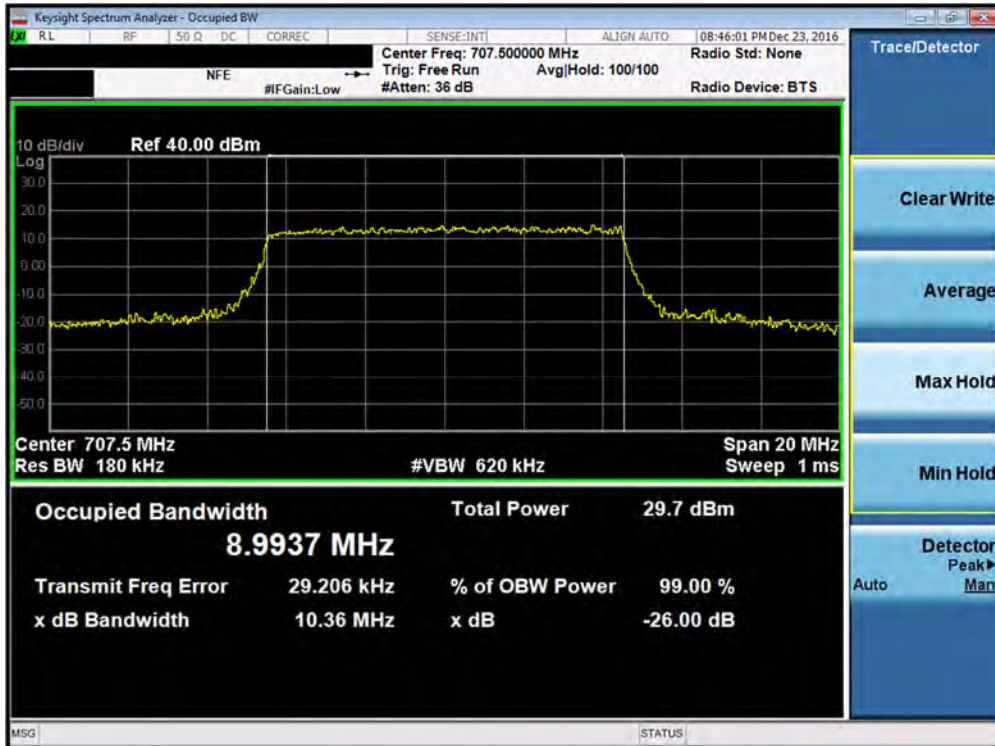 Keysight Spectrum Analyzer - Occupied BW
LXI RL RF 50 Ω DC CORREC SENSE:INT ALIGN AUTO 08:46:01 PM Dec 23, 2016
Center Freq: 707.500000 MHz Radio Std: None
NFE Trig: Free Run Avg|Hold: 100/100
#IFGain:Low #Atten: 36 dB Radio Device: BTS
10 dB/div Ref 40.00 dBm
Log
30.0
20.0
10.0
0.00
-10.0
-20.0
-30.0
-40.0
-50.0
Center 707.5 MHz Span 20 MHz
Res BW 180 kHz #VBW 620 kHz Sweep 1 ms
Occupied Bandwidth Total Power 29.7 dBm
8.9937 MHz
Transmit Freq Error 29.206 kHz % of OBW Power 99.00 %
x dB Bandwidth 10.36 MHz x dB -26.00 dB
MSG STATUS
Trace/Detector
Clear Write
Average
Max Hold
Min Hold
Detector
Peak▶
Auto Man